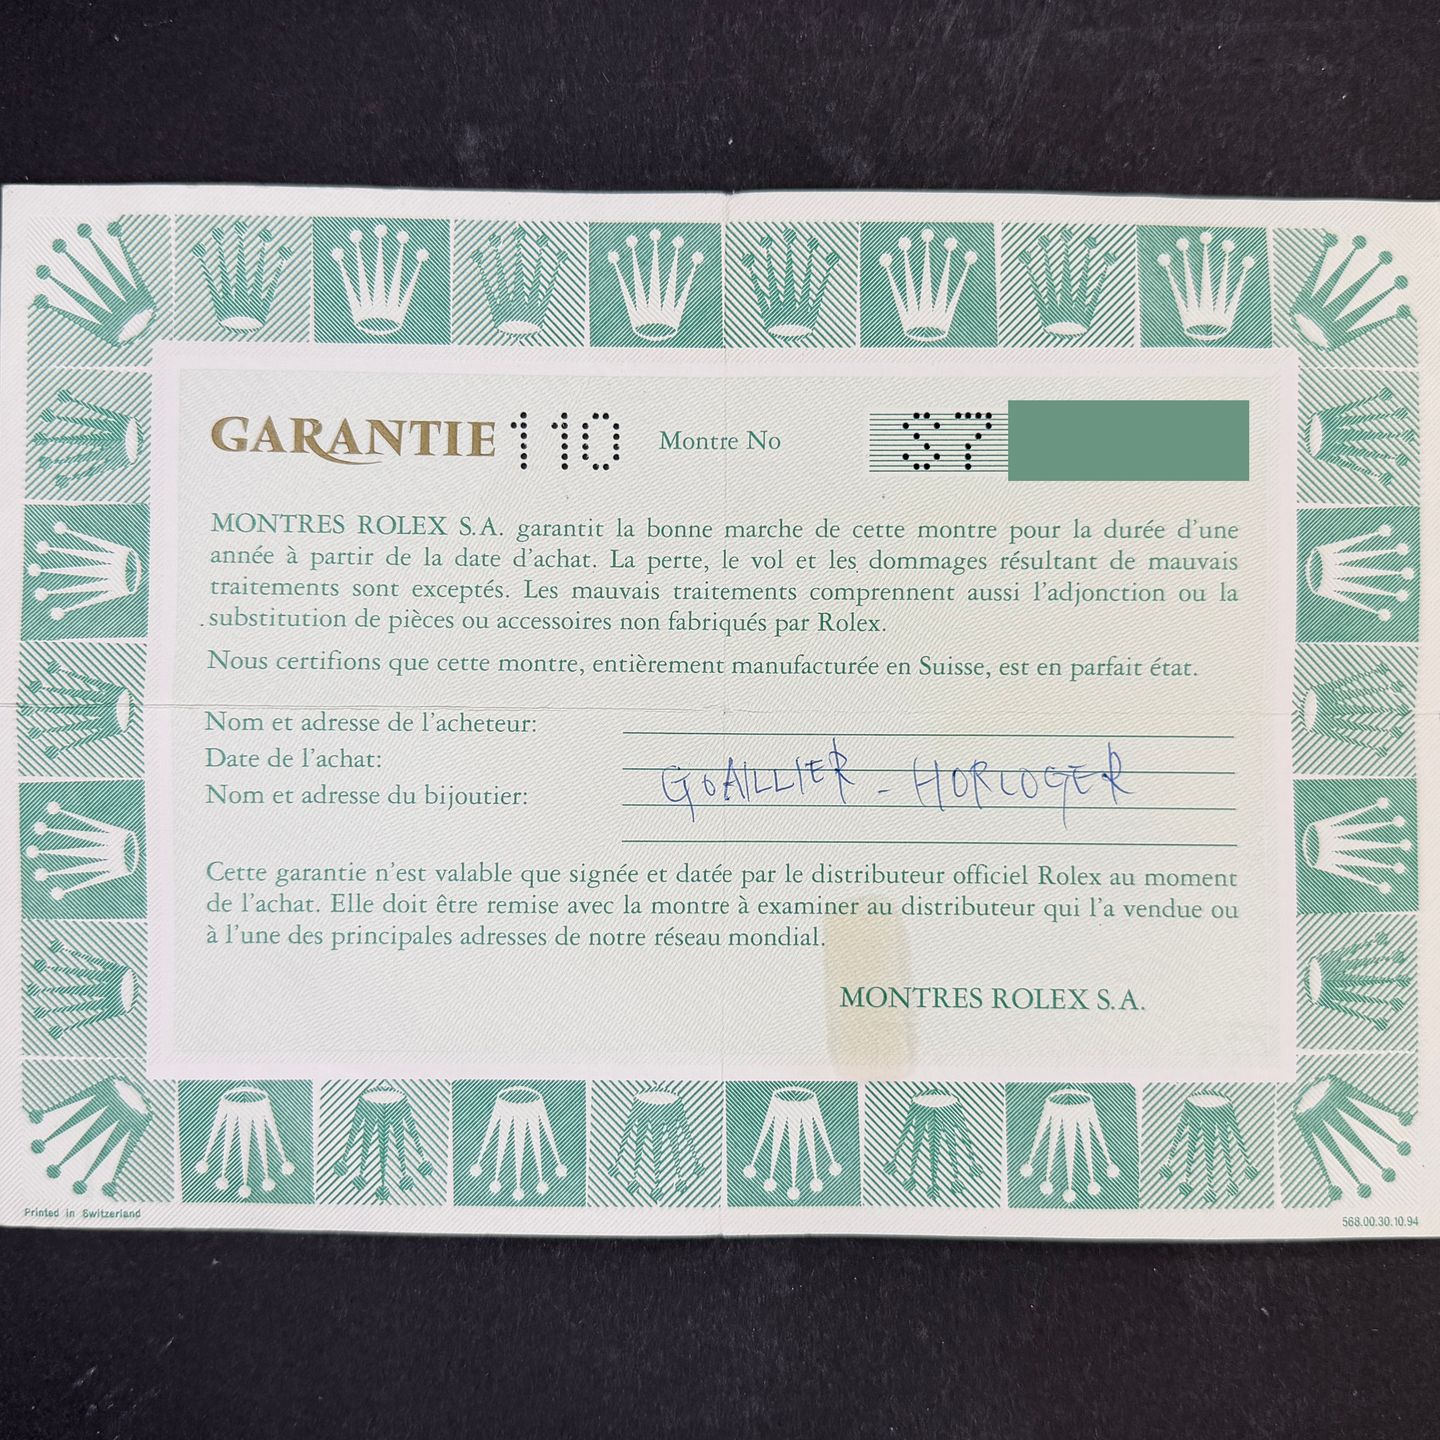 GARANTIE 110 Montre No S7
MONTRES ROLEX S.A. garantit la bonne marche de cette montre pour la durée d'une
année à partir de la date d'achat. La perte, le vol et les dommages résultant de mauvais
traitements sont exceptés. Les mauvais traitements comprennent aussi l'adjonction ou la
substitution de pièces ou accessoires non fabriqués par Rolex.
Nous certifions que cette montre, entièrement manufacturée en Suisse, est en parfait état.
Nom et adresse de l'acheteur:
Date de l'achat:
GOAILLIER - HORLOGER
Nom et adresse du bijoutier:
Cette garantie n'est valable que signée et datée par le distributeur officiel Rolex au moment
de l'achat. Elle doit être remise avec la montre à examiner au distributeur qui l'a vendue ou
à l'une des principales adresses de notre réseau mondial.
MONTRES ROLEX S.A.
Printed in Switzerland
568.00.30.10.94